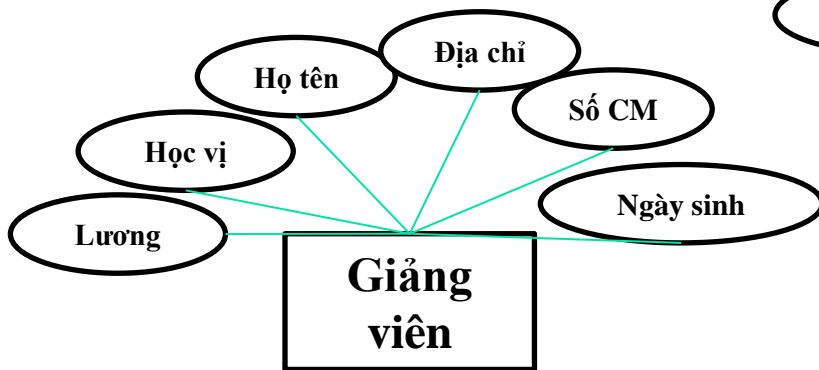 Địa chỉ
Họ tên
Số CM
Học vị
Ngày sinh
Lương
Giảng
viên